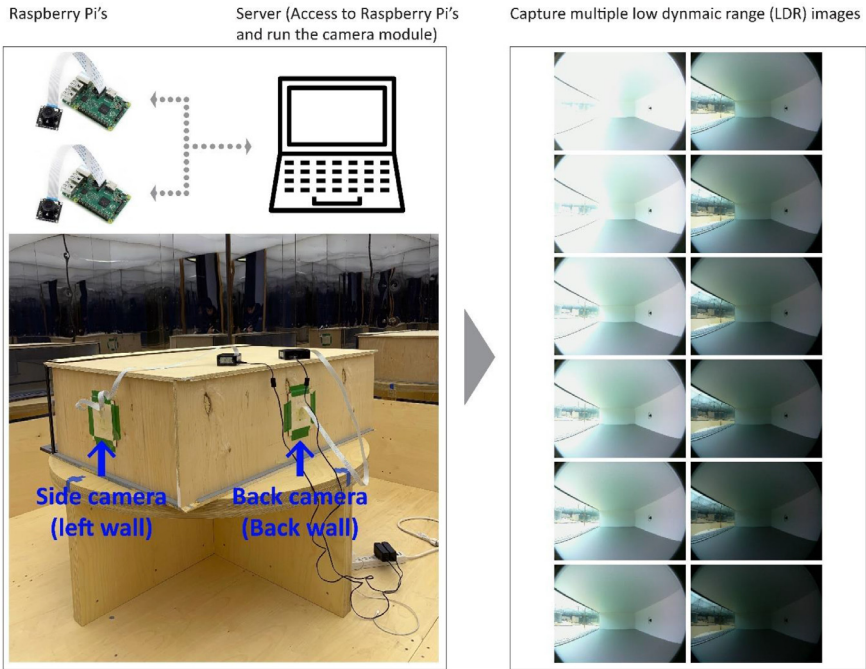 Raspberry Pi's
Server (Access to Raspberry Pi's
and run the camera module)
Capture multiple low dynmaic range (LDR) images
Side camera
(left wall)
Back camera
(Back wall)